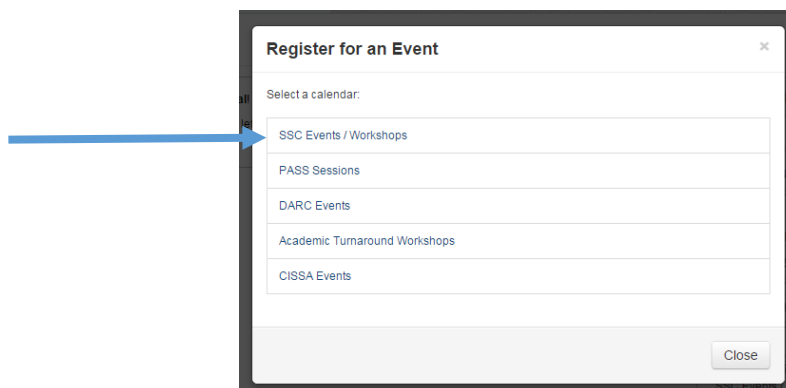 Register for an Event
×
Select a calendar:
SSC Events / Workshops
PASS Sessions
DARC Events
Academic Turnaround Workshops
CISSA Events
Close